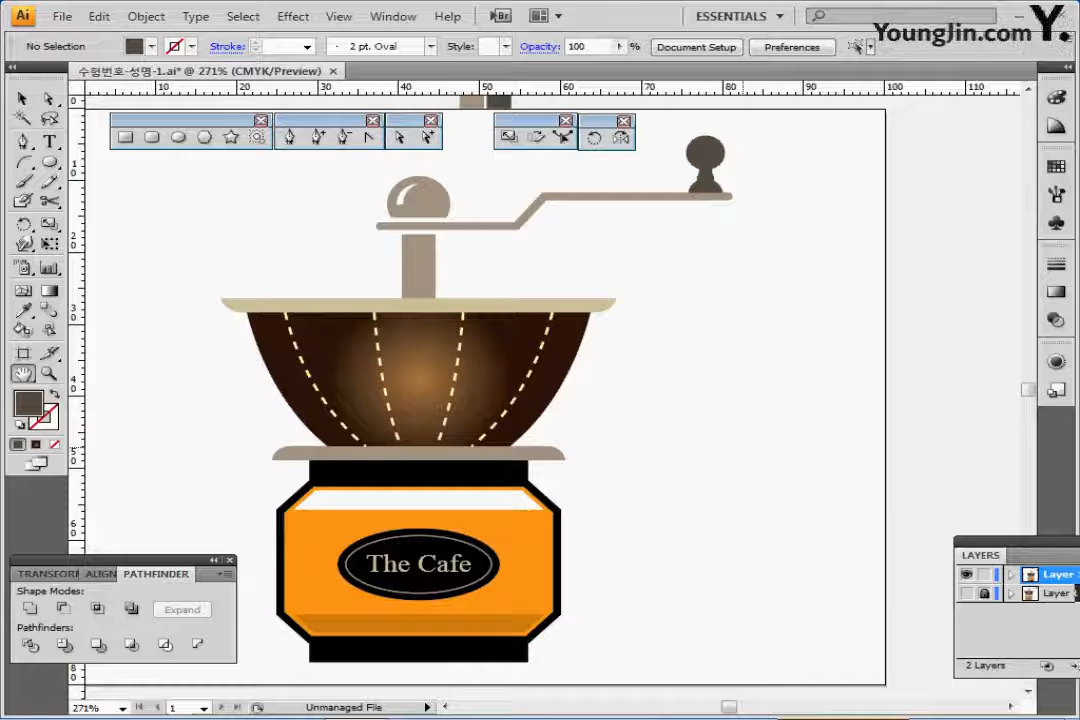 Ai File Edit Object Type Select Effect View Window Help Br ESSENTIALS
YoungJin.com Y.
No Selection Stroke: 2 pt. Oval Style: Opacity: 100 % Document Setup Preferences
수험번호-성명-1.ai* @ 271% (CMYK/Preview)
10 20 30 40 50 60 70 80 90 100 110
The Cafe
TRANSFORM ALIGN PATHFINDER
Shape Modes:
Expand
Pathfinders:
LAYERS
Layer
Layer
2 Layers
271% 1 Unmanaged File